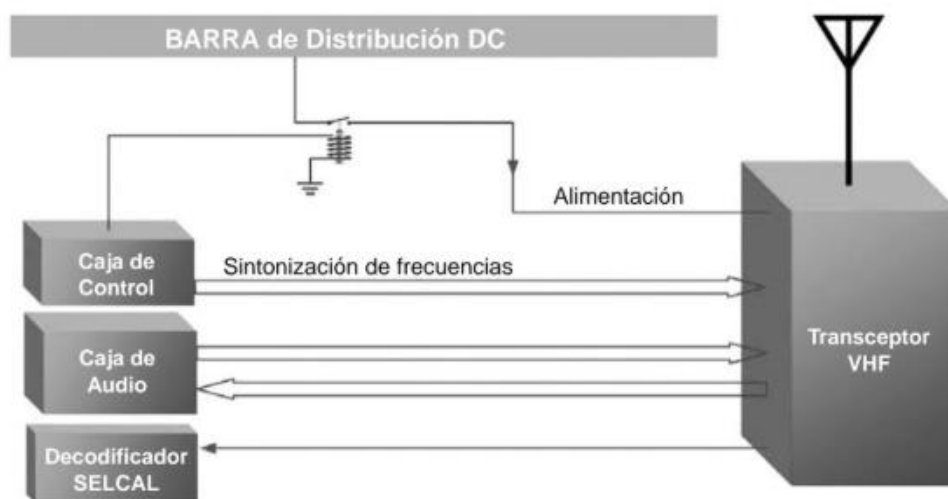 BARRA de Distribución DC
Alimentación
Caja de
Control
Sintonización de frecuencias
Caja de
Audio
Transceptor
VHF
Decodificador
SELCAL